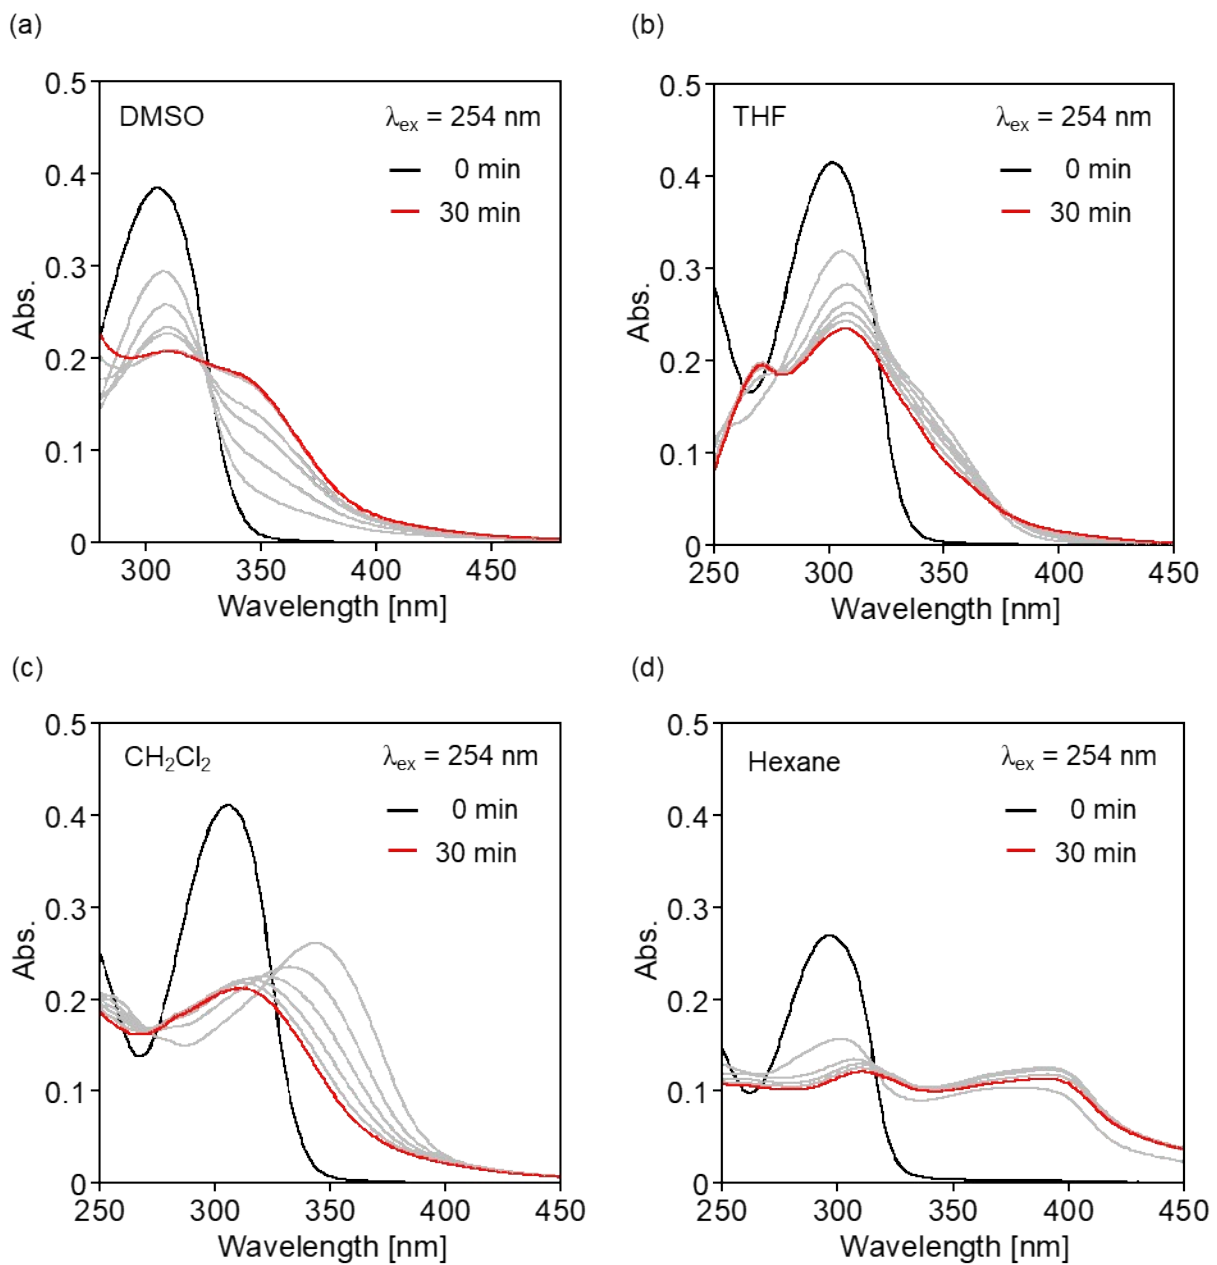 (a)
DMSO
λex = 254 nm
0 min
30 min
0.5
0.4
0.3
0.2
0.1
0
Abs.
300
350
400
450
Wavelength [nm]
(b)
THF
λex = 254 nm
0 min
30 min
0.5
0.4
0.3
0.2
0.1
0
Abs.
250
300
350
400
450
Wavelength [nm]
(c)
CH2Cl2
λex = 254 nm
0 min
30 min
0.5
0.4
0.3
0.2
0.1
0
Abs.
250
300
350
400
450
Wavelength [nm]
(d)
Hexane
λex = 254 nm
0 min
30 min
0.5
0.4
0.3
0.2
0.1
0
Abs.
250
300
350
400
450
Wavelength [nm]